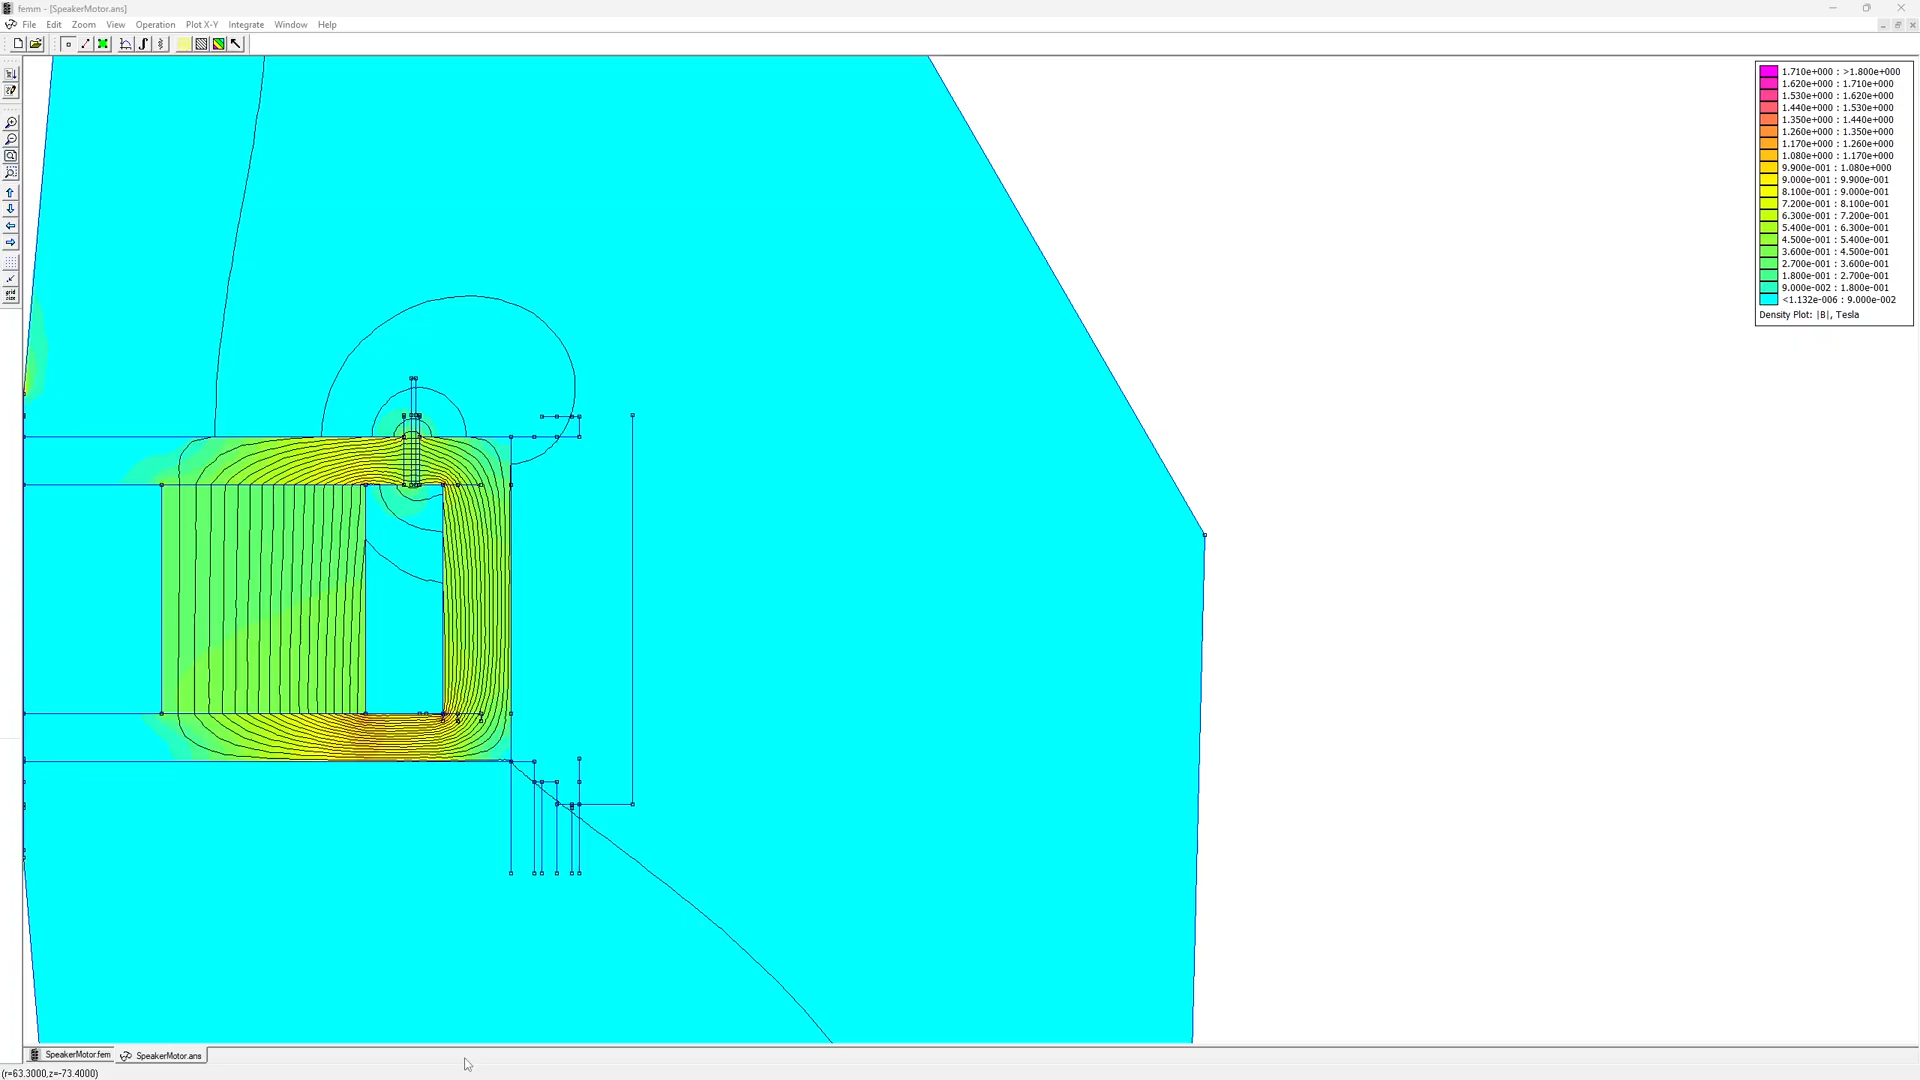 femm - [SpeakerMotor.ans]
File Edit Zoom View Operation Plot X-Y Integrate Window Help
1.710e+000 : >1.800e+000
1.620e+000 : 1.710e+000
1.530e+000 : 1.620e+000
1.440e+000 : 1.530e+000
1.350e+000 : 1.440e+000
1.260e+000 : 1.350e+000
1.170e+000 : 1.260e+000
1.080e+000 : 1.170e+000
9.900e-001 : 1.080e+000
9.000e-001 : 9.900e-001
8.100e-001 : 9.000e-001
7.200e-001 : 8.100e-001
6.300e-001 : 7.200e-001
5.400e-001 : 6.300e-001
4.500e-001 : 5.400e-001
3.600e-001 : 4.500e-001
2.700e-001 : 3.600e-001
1.800e-001 : 2.700e-001
9.000e-002 : 1.800e-001
<1.132e-006 : 9.000e-002
Density Plot: |B|, Tesla
grid
size
SpeakerMotor.fem SpeakerMotor.ans
(r=63.3000,z=-73.4000)